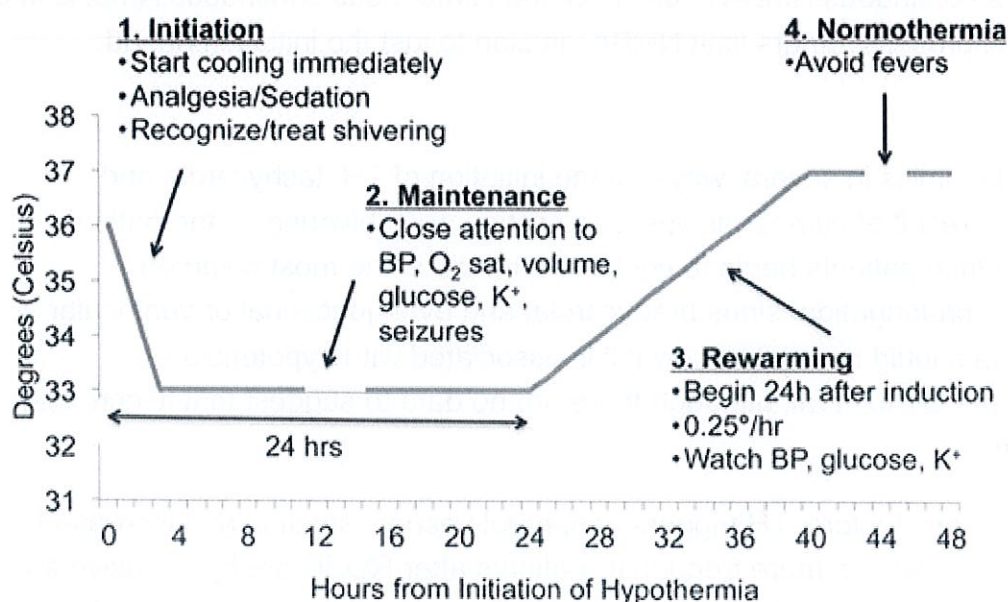 1. Initiation
•Start cooling immediately
•Analgesia/Sedation
•Recognize/treat shivering
4. Normothermia
•Avoid fevers
2. Maintenance
•Close attention to
BP, O₂ sat, volume,
glucose, K⁺,
seizures
3. Rewarming
•Begin 24h after induction
•0.25°/hr
•Watch BP, glucose, K⁺
24 hrs
Degrees (Celsius)
38
37
36
35
34
33
32
31
0 4 8 12 16 20 24 28 32 36 40 44 48
Hours from Initiation of Hypothermia